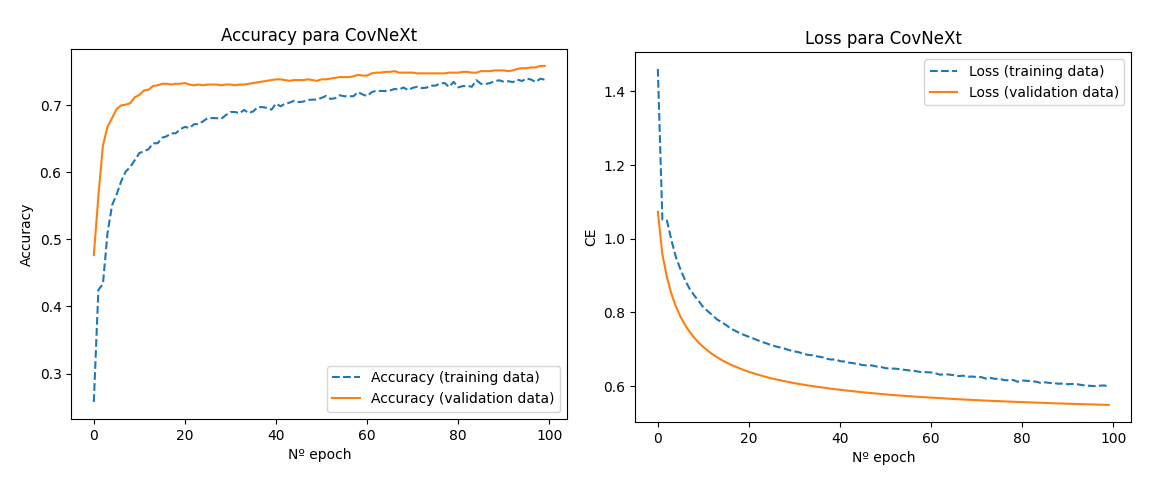 Accuracy para CovNeXt
Accuracy
0.7
0.6
0.5
0.4
0.3
Accuracy (training data)
Accuracy (validation data)
0
20
40
60
80
100
Nº epoch
Loss para CovNeXt
CE
1.4
1.2
1.0
0.8
0.6
Loss (training data)
Loss (validation data)
0
20
40
60
80
100
Nº epoch